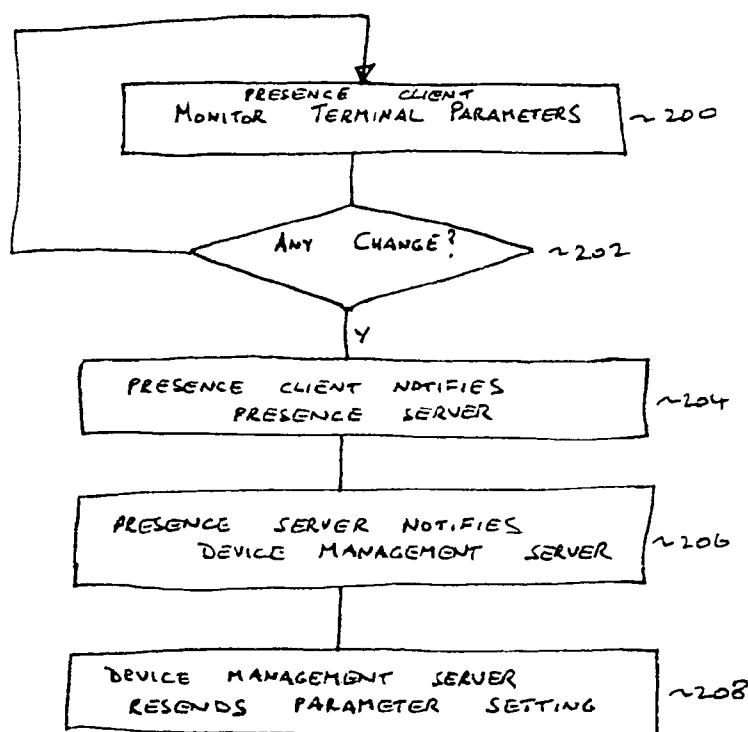 PRESENCE CLIENT
MONITOR TERMINAL PARAMETERS ~200
ANY CHANGE? ~202
Y
PRESENCE CLIENT NOTIFIES
PRESENCE SERVER ~204
PRESENCE SERVER NOTIFIES
DEVICE MANAGEMENT SERVER ~206
DEVICE MANAGEMENT SERVER
RESENDS PARAMETER SETTING ~208